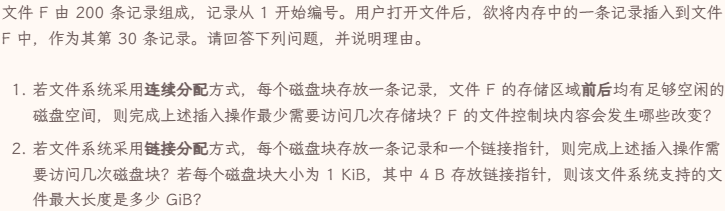 文件 F 由 200 条记录组成，记录从 1 开始编号。用户打开文件后，欲将内存中的一条记录插入到文件
F 中，作为其第 30 条记录。请回答下列问题，并说明理由。
1. 若文件系统采用连续分配方式，每个磁盘块存放一条记录，文件 F 的存储区域前后均有足够空闲的
磁盘空间，则完成上述插入操作最少需要访问几次存储块？F 的文件控制块内容会发生哪些改变？
2. 若文件系统采用链接分配方式，每个磁盘块存放一条记录和一个链接指针，则完成上述插入操作需
要访问几次磁盘块？若每个磁盘块大小为 1 KiB，其中 4 B 存放链接指针，则该文件系统支持的文
件最大长度是多少 GiB？